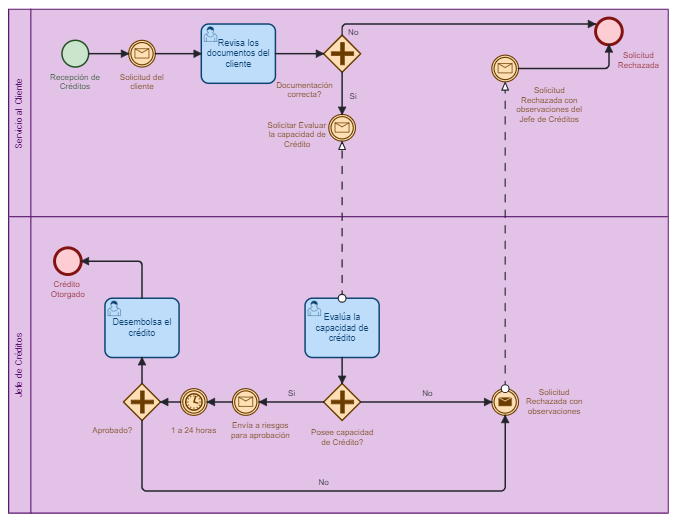 Servicio al Cliente
Recepción de
Créditos
Solicitud del
cliente
Revisa los
documentos del
cliente
Documentación
correcta?
No
Si
Solicitar Evaluar
la capacidad de
Crédito
Solicitud
Rechazada con
observaciones del
Jefe de Créditos
Solicitud
Rechazada
Jefe de Créditos
Crédito
Otorgado
Desembolsa el
crédito
Evalúa la
capacidad de
crédito
Aprobado?
1 a 24 horas
Envía a riesgos
para aprobación
Si
Posee capacidad
de Crédito?
No
Solicitud
Rechazada con
observaciones
No